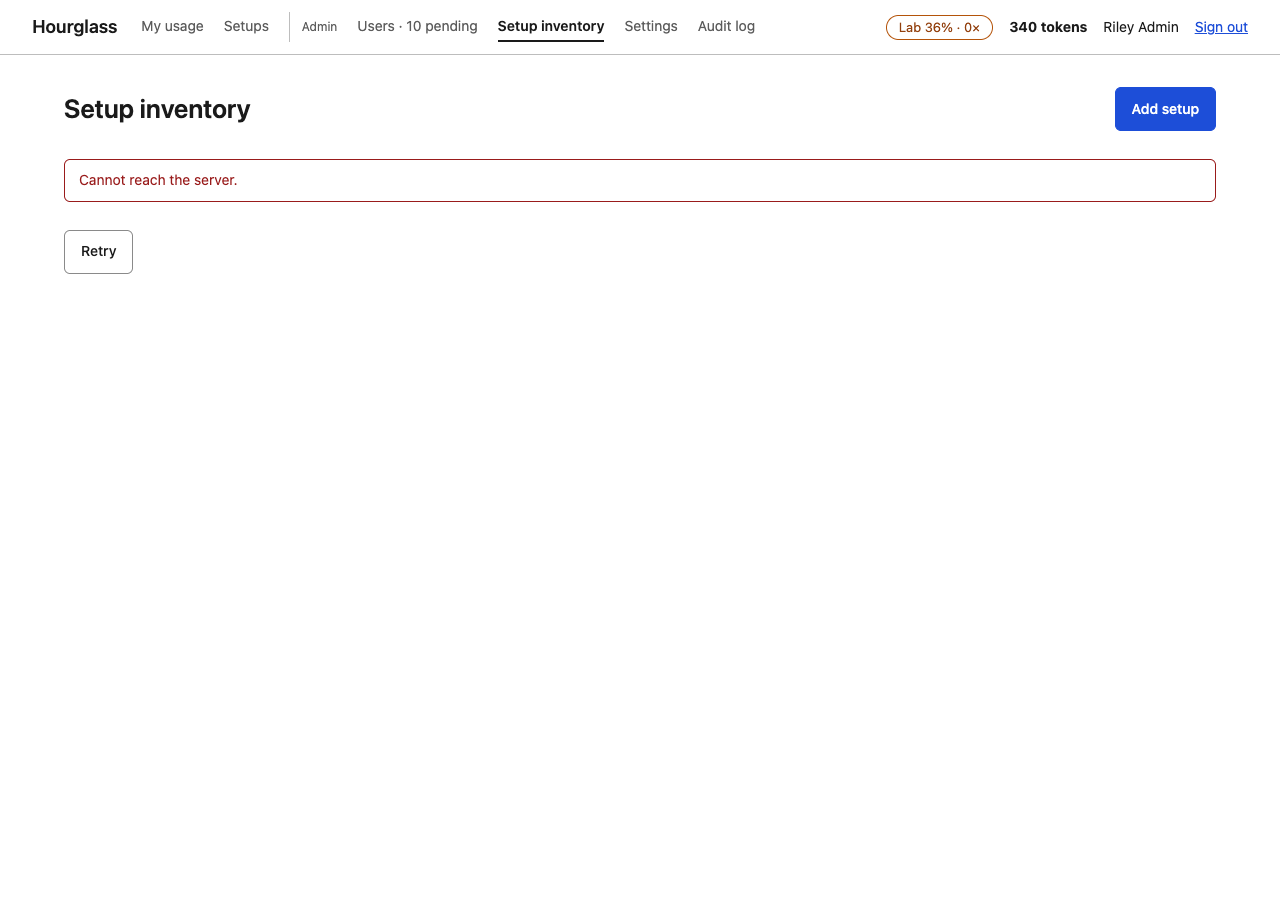 Hourglass My usage Setups Admin Users · 10 pending Setup inventory Settings Audit log Lab 36% · 0× 340 tokens Riley Admin Sign out
Setup inventory Add setup
Cannot reach the server.
Retry